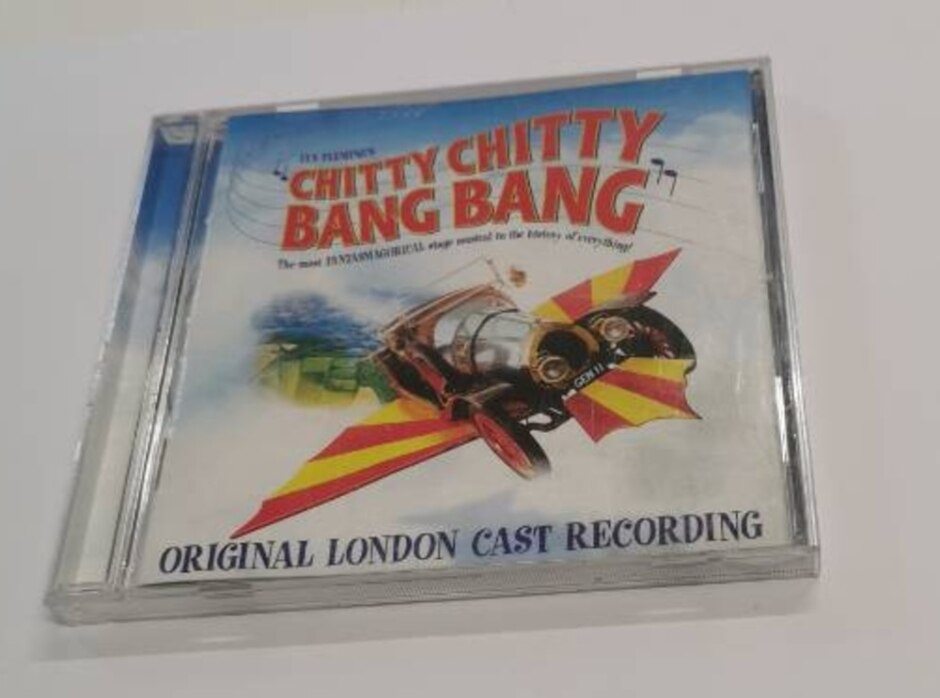 IAN FLEMING'S
CHITTY CHITTY
BANG BANG
The most FANTASMAGORICAL stage musical in the history of everything!
GEN 11
ORIGINAL LONDON CAST RECORDING